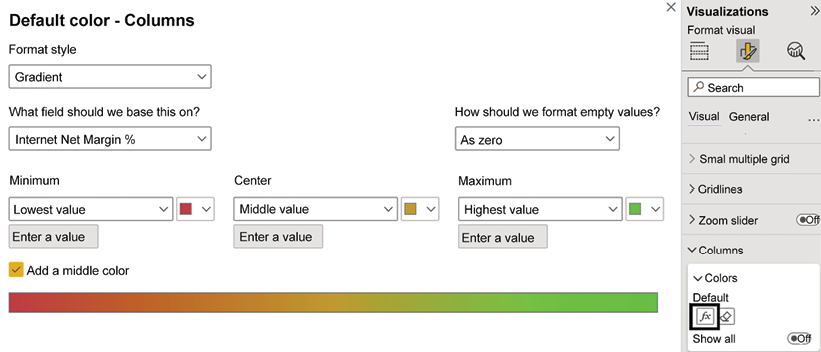 Default color - Columns
Format style
Gradient
What field should we base this on?
How should we format empty values?
Internet Net Margin %
As zero
Minimum
Center
Maximum
Lowest value
Middle value
Highest value
Enter a value
Enter a value
Enter a value
Add a middle color
Visualizations
Format visual
Search
Visual General ...
Smal multiple grid
Gridlines
Zoom slider Off
Columns
Colors
Default
fx
Show all Off